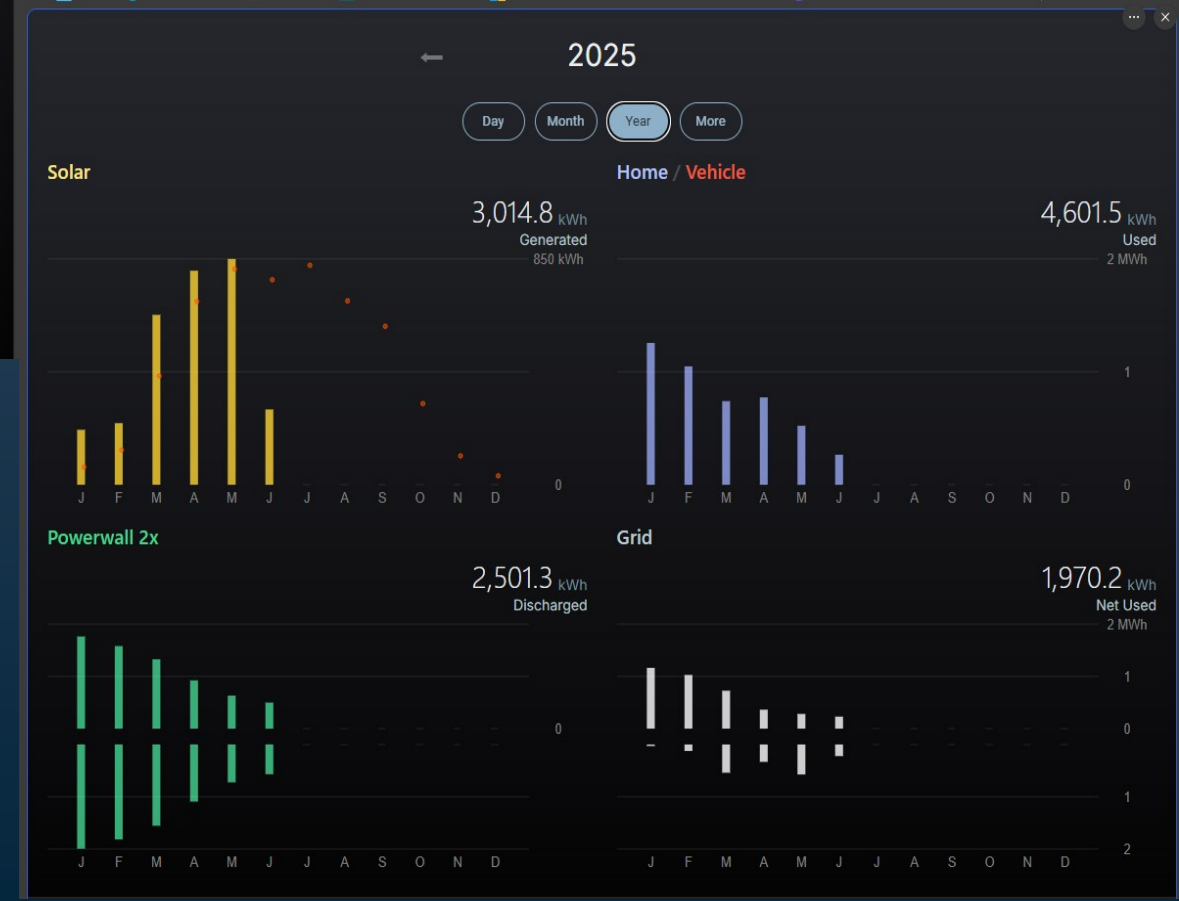 2025
Day Month Year More
Solar
3,014.8 kWh
Generated
850 kWh
0
J F M A M J J A S O N D
Home / Vehicle
4,601.5 kWh
Used
2 MWh
1
0
J F M A M J J A S O N D
Powerwall 2x
2,501.3 kWh
Discharged
0
J F M A M J J A S O N D
Grid
1,970.2 kWh
Net Used
2 MWh
1
0
1
2
J F M A M J J A S O N D